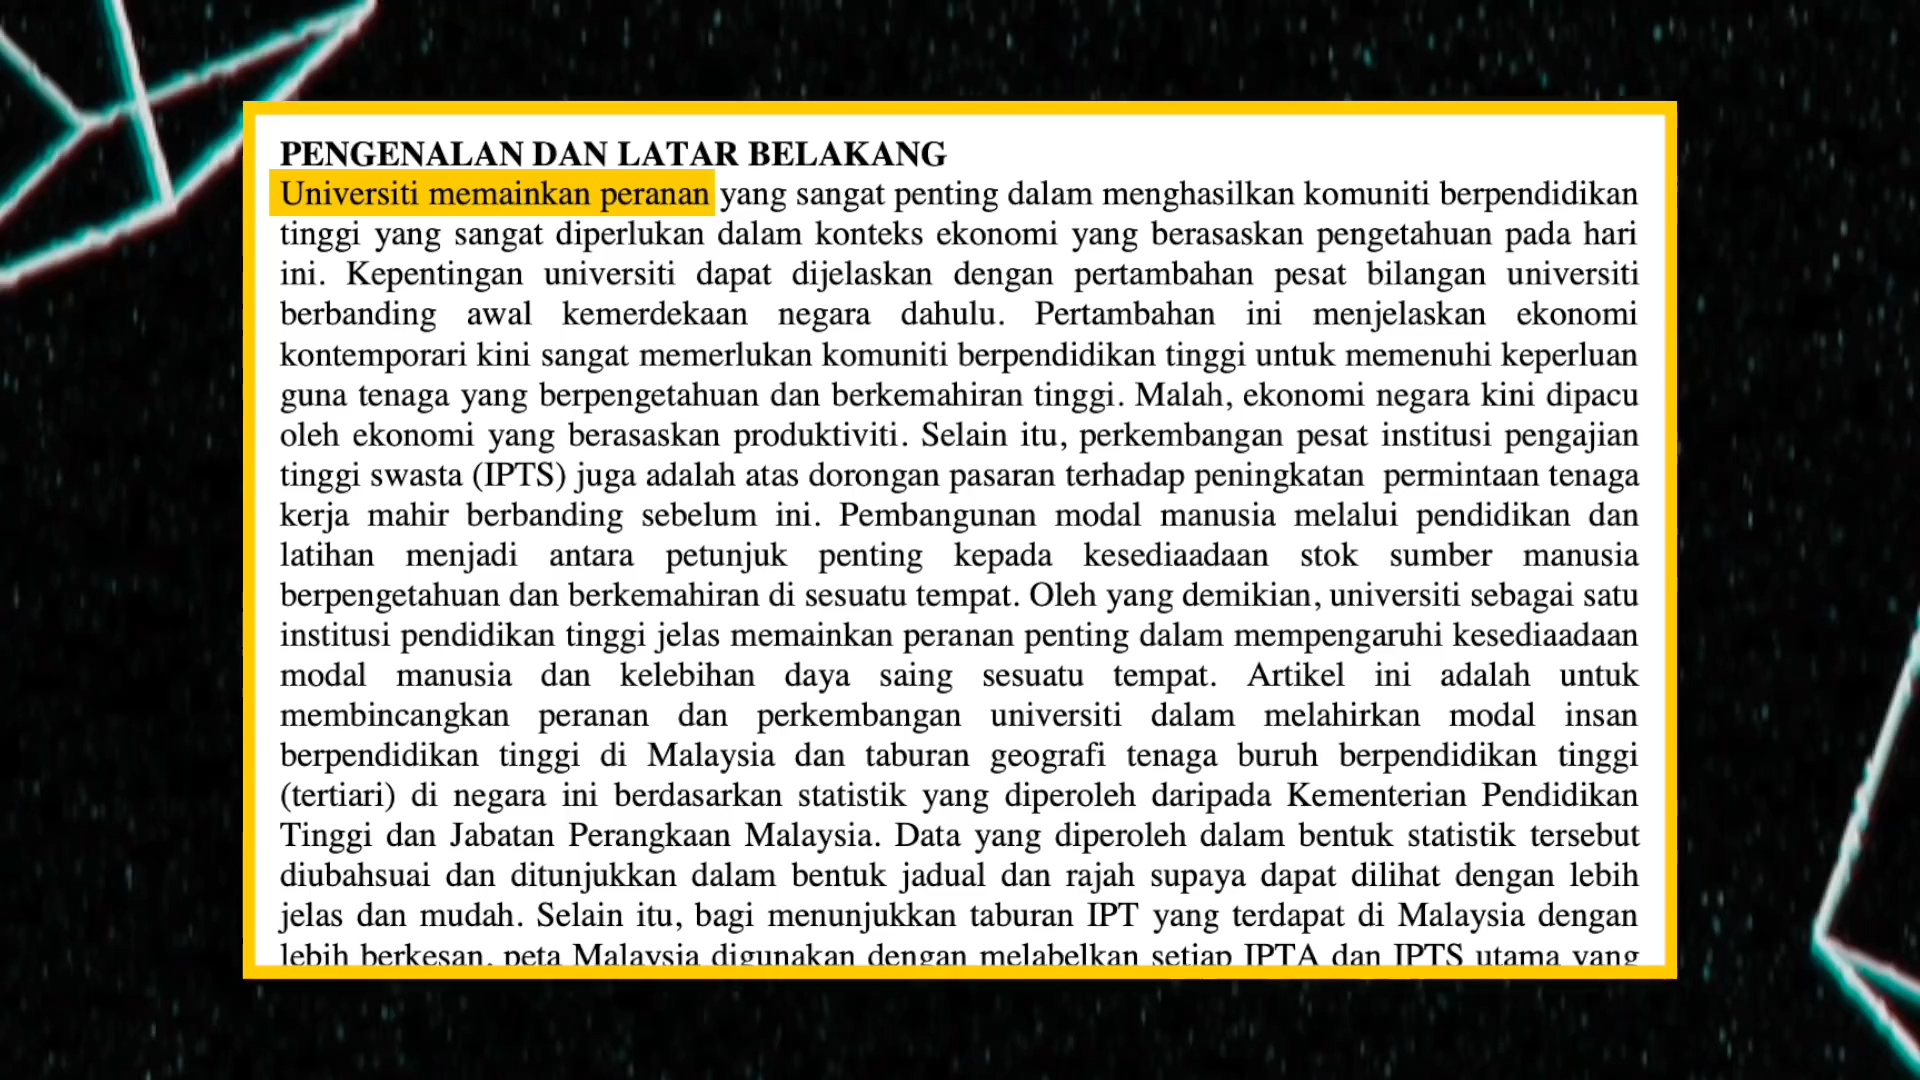 PENGENALAN DAN LATAR BELAKANG
Universiti memainkan peranan yang sangat penting dalam menghasilkan komuniti berpendidikan
tinggi yang sangat diperlukan dalam konteks ekonomi yang berasaskan pengetahuan pada hari
ini. Kepentingan universiti dapat dijelaskan dengan pertambahan pesat bilangan universiti
berbanding awal kemerdekaan negara dahulu. Pertambahan ini menjelaskan ekonomi
kontemporari kini sangat memerlukan komuniti berpendidikan tinggi untuk memenuhi keperluan
guna tenaga yang berpengetahuan dan berkemahiran tinggi. Malah, ekonomi negara kini dipacu
oleh ekonomi yang berasaskan produktiviti. Selain itu, perkembangan pesat institusi pengajian
tinggi swasta (IPTS) juga adalah atas dorongan pasaran terhadap peningkatan permintaan tenaga
kerja mahir berbanding sebelum ini. Pembangunan modal manusia melalui pendidikan dan
latihan menjadi antara petunjuk penting kepada kesediaadaan stok sumber manusia
berpengetahuan dan berkemahiran di sesuatu tempat. Oleh yang demikian, universiti sebagai satu
institusi pendidikan tinggi jelas memainkan peranan penting dalam mempengaruhi kesediaadaan
modal manusia dan kelebihan daya saing sesuatu tempat. Artikel ini adalah untuk
membincangkan peranan dan perkembangan universiti dalam melahirkan modal insan
berpendidikan tinggi di Malaysia dan taburan geografi tenaga buruh berpendidikan tinggi
(tertiari) di negara ini berdasarkan statistik yang diperoleh daripada Kementerian Pendidikan
Tinggi dan Jabatan Perangkaan Malaysia. Data yang diperoleh dalam bentuk statistik tersebut
diubahsuai dan ditunjukkan dalam bentuk jadual dan rajah supaya dapat dilihat dengan lebih
jelas dan mudah. Selain itu, bagi menunjukkan taburan IPT yang terdapat di Malaysia dengan
lebih berkesan, peta Malaysia digunakan dengan melabelkan setiap IPTA dan IPTS utama yang